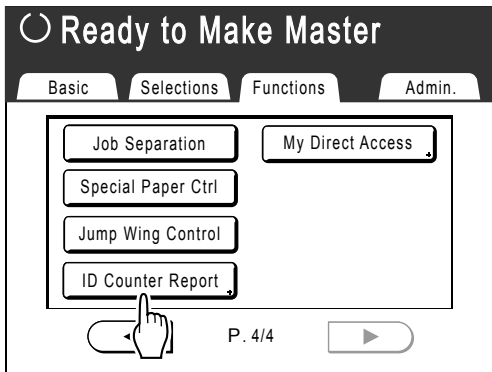 Ready to Make Master
Basic Selections Functions Admin.
Job Separation My Direct Access
Special Paper Ctrl
Jump Wing Control
ID Counter Report
P. 4/4